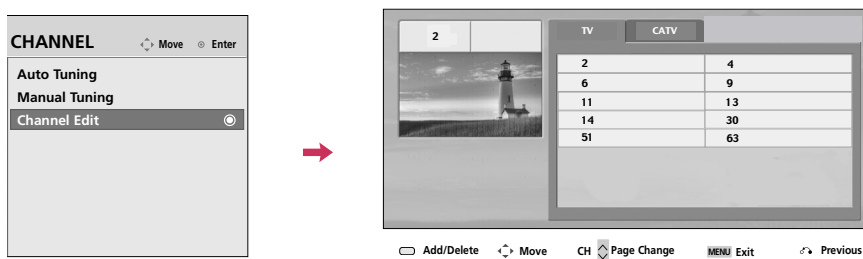 CHANNEL Move Enter
Auto Tuning
Manual Tuning
Channel Edit
2
TV CATV
2 4
6 9
11 13
14 30
51 63
Add/Delete Move CH Page Change MENU Exit Previous